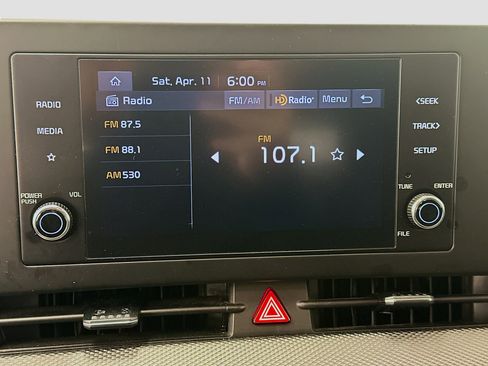 Sat, Apr. 11 6:00 PM
Radio FM/AM HD Radio Menu
RADIO
MEDIA
POWER PUSH VOL
FM 87.5
FM 88.1
AM 530
FM
107.1
<SEEK
TRACK>
SETUP
TUNE ENTER
FILE